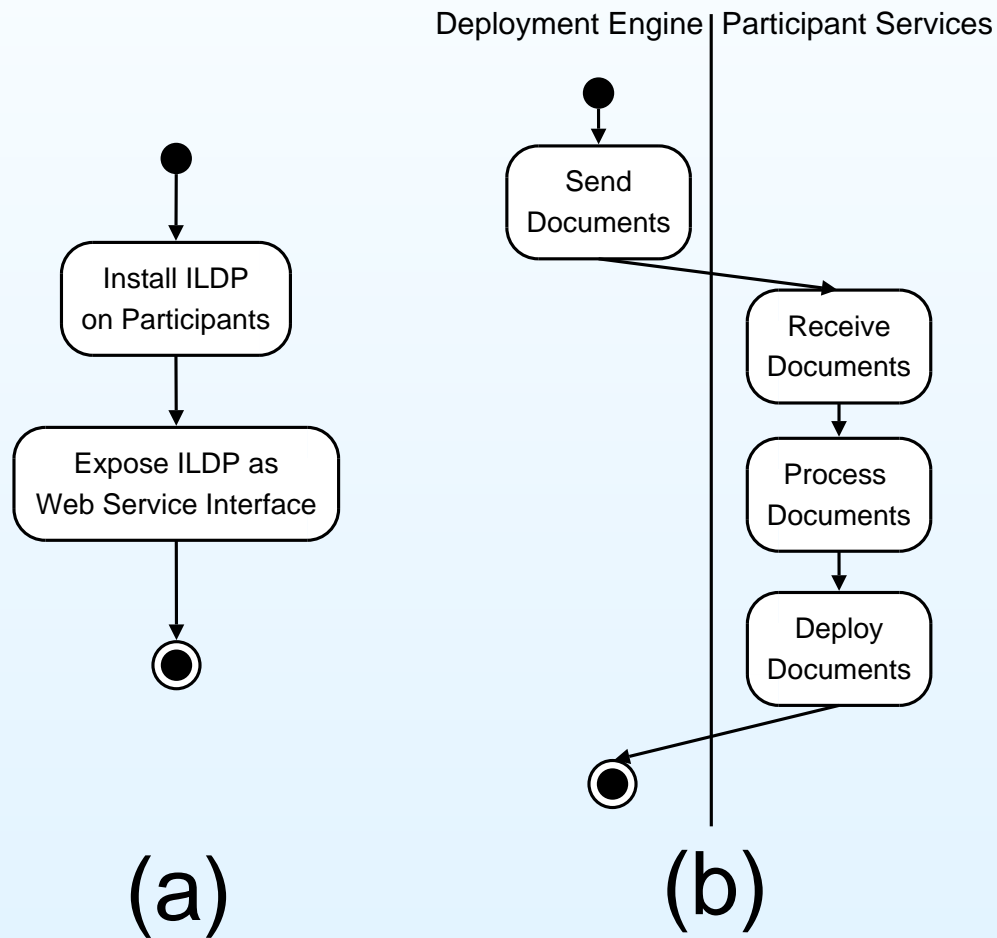 Deployment Engine
Participant Services
Install ILDP
on Participants
Expose ILDP as
Web Service Interface
(a)
Send
Documents
Receive
Documents
Process
Documents
Deploy
Documents
(b)